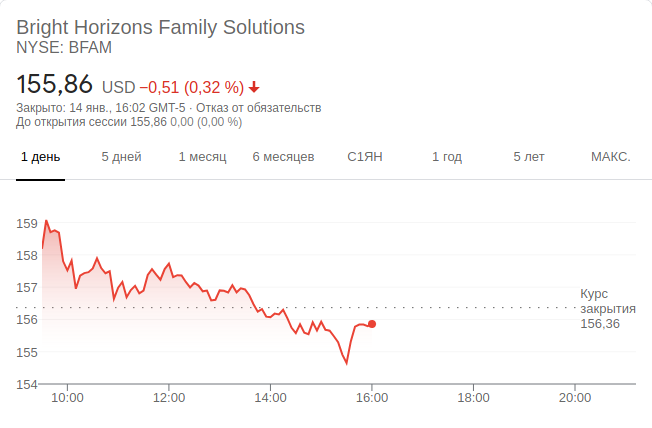 Bright Horizons Family Solutions
NYSE: BFAM
155,86 USD −0,51 (0,32 %)
Закрыто: 14 янв., 16:02 GMT-5 · Отказ от обязательств
До открытия сессии 155,86 0,00 (0,00 %)
1 день 5 дней 1 месяц 6 месяцев С1ЯН 1 год 5 лет МАКС.
159
158
157
156
155
154
Курс
закрытия
156,36
10:00 12:00 14:00 16:00 18:00 20:00